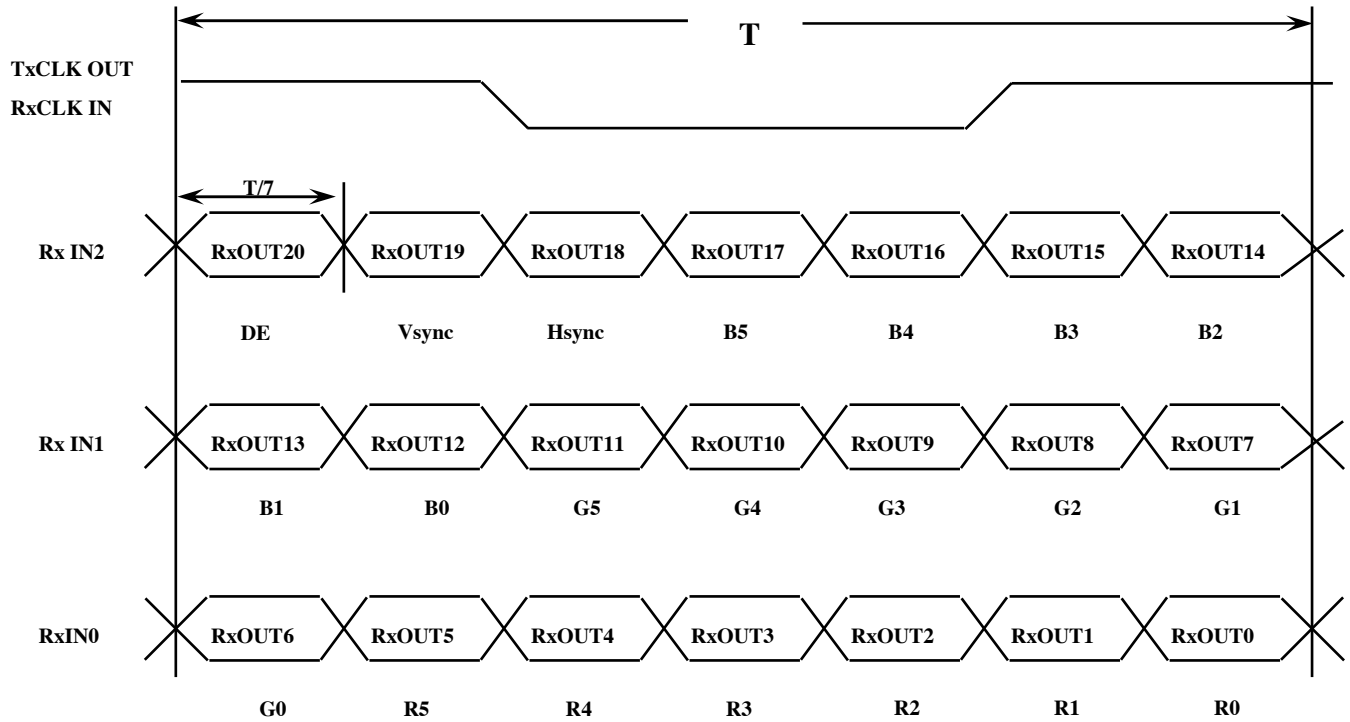 T
TxCLK OUT
RxCLK IN
T/7
Rx IN2 RxOUT20 RxOUT19 RxOUT18 RxOUT17 RxOUT16 RxOUT15 RxOUT14
DE Vsync Hsync B5 B4 B3 B2
Rx IN1 RxOUT13 RxOUT12 RxOUT11 RxOUT10 RxOUT9 RxOUT8 RxOUT7
B1 B0 G5 G4 G3 G2 G1
RxIN0 RxOUT6 RxOUT5 RxOUT4 RxOUT3 RxOUT2 RxOUT1 RxOUT0
G0 R5 R4 R3 R2 R1 R0